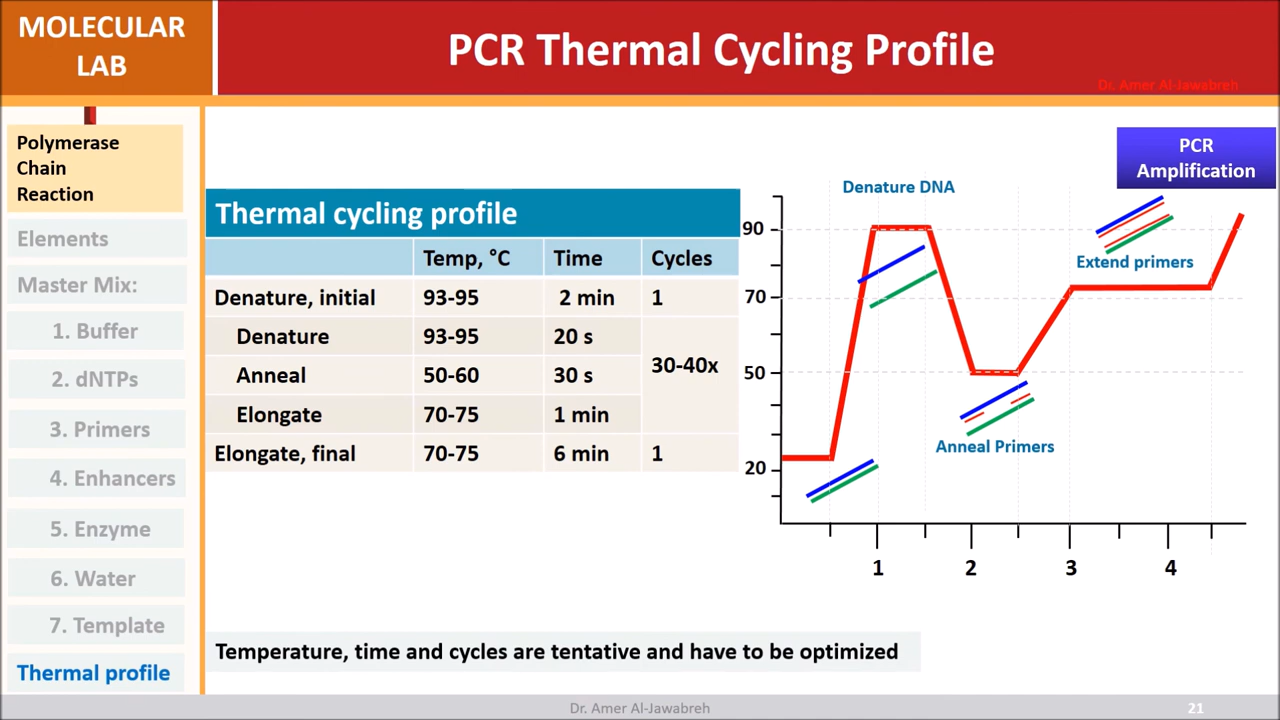 MOLECULAR
LAB
PCR Thermal Cycling Profile
Dr. Amer Al-Jawabreh
Polymerase
Chain
Reaction
Elements
Master Mix:
1. Buffer
2. dNTPs
3. Primers
4. Enhancers
5. Enzyme
6. Water
7. Template
Thermal profile
Thermal cycling profile
Temp, °C Time Cycles
Denature, initial 93-95 2 min 1
Denature 93-95 20 s
30-40x
Anneal 50-60 30 s
Elongate 70-75 1 min
Elongate, final 70-75 6 min 1
PCR
Amplification
Denature DNA
90
Extend primers
70
50
Anneal Primers
20
1 2 3 4
Temperature, time and cycles are tentative and have to be optimized
Dr. Amer Al-Jawabreh
21